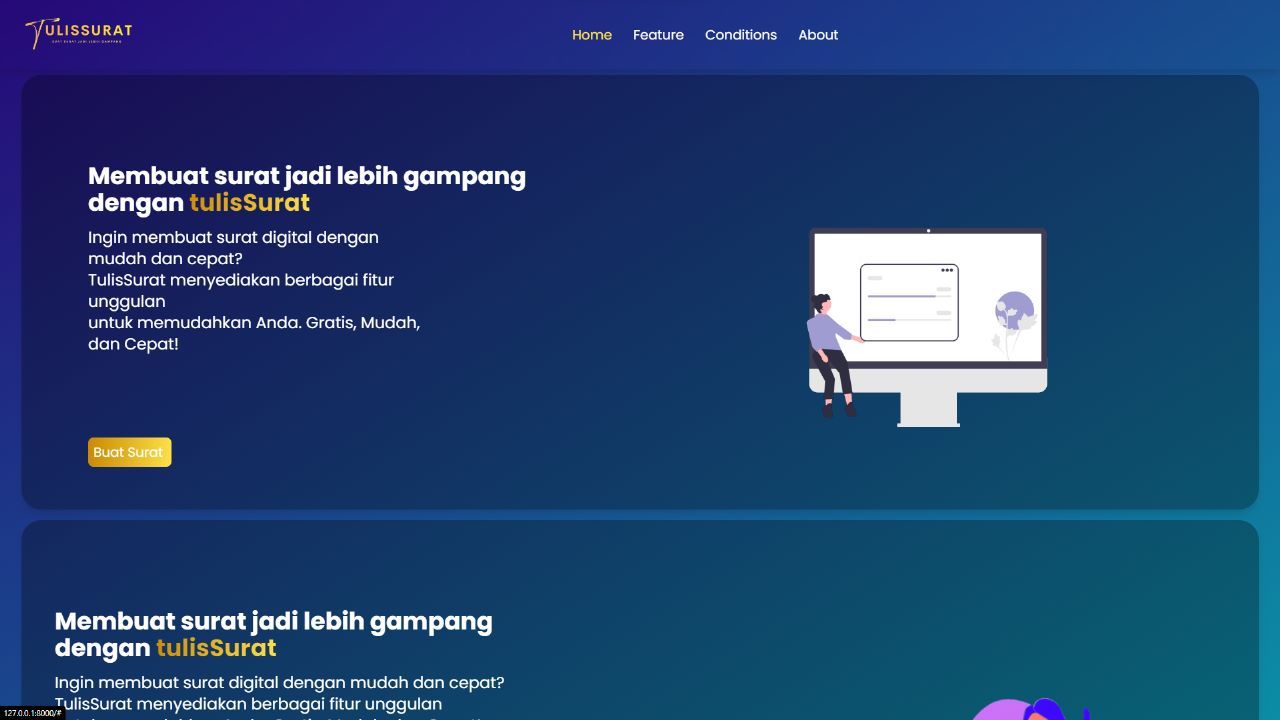 TULISSURAT
Home Feature Conditions About
Membuat surat jadi lebih gampang
dengan tulisSurat
Ingin membuat surat digital dengan
mudah dan cepat?
TulisSurat menyediakan berbagai fitur
unggulan
untuk memudahkan Anda. Gratis, Mudah,
dan Cepat!
Buat Surat
Membuat surat jadi lebih gampang
dengan tulisSurat
Ingin membuat surat digital dengan mudah dan cepat?
TulisSurat menyediakan berbagai fitur unggulan
127.0.0.1:8000/#